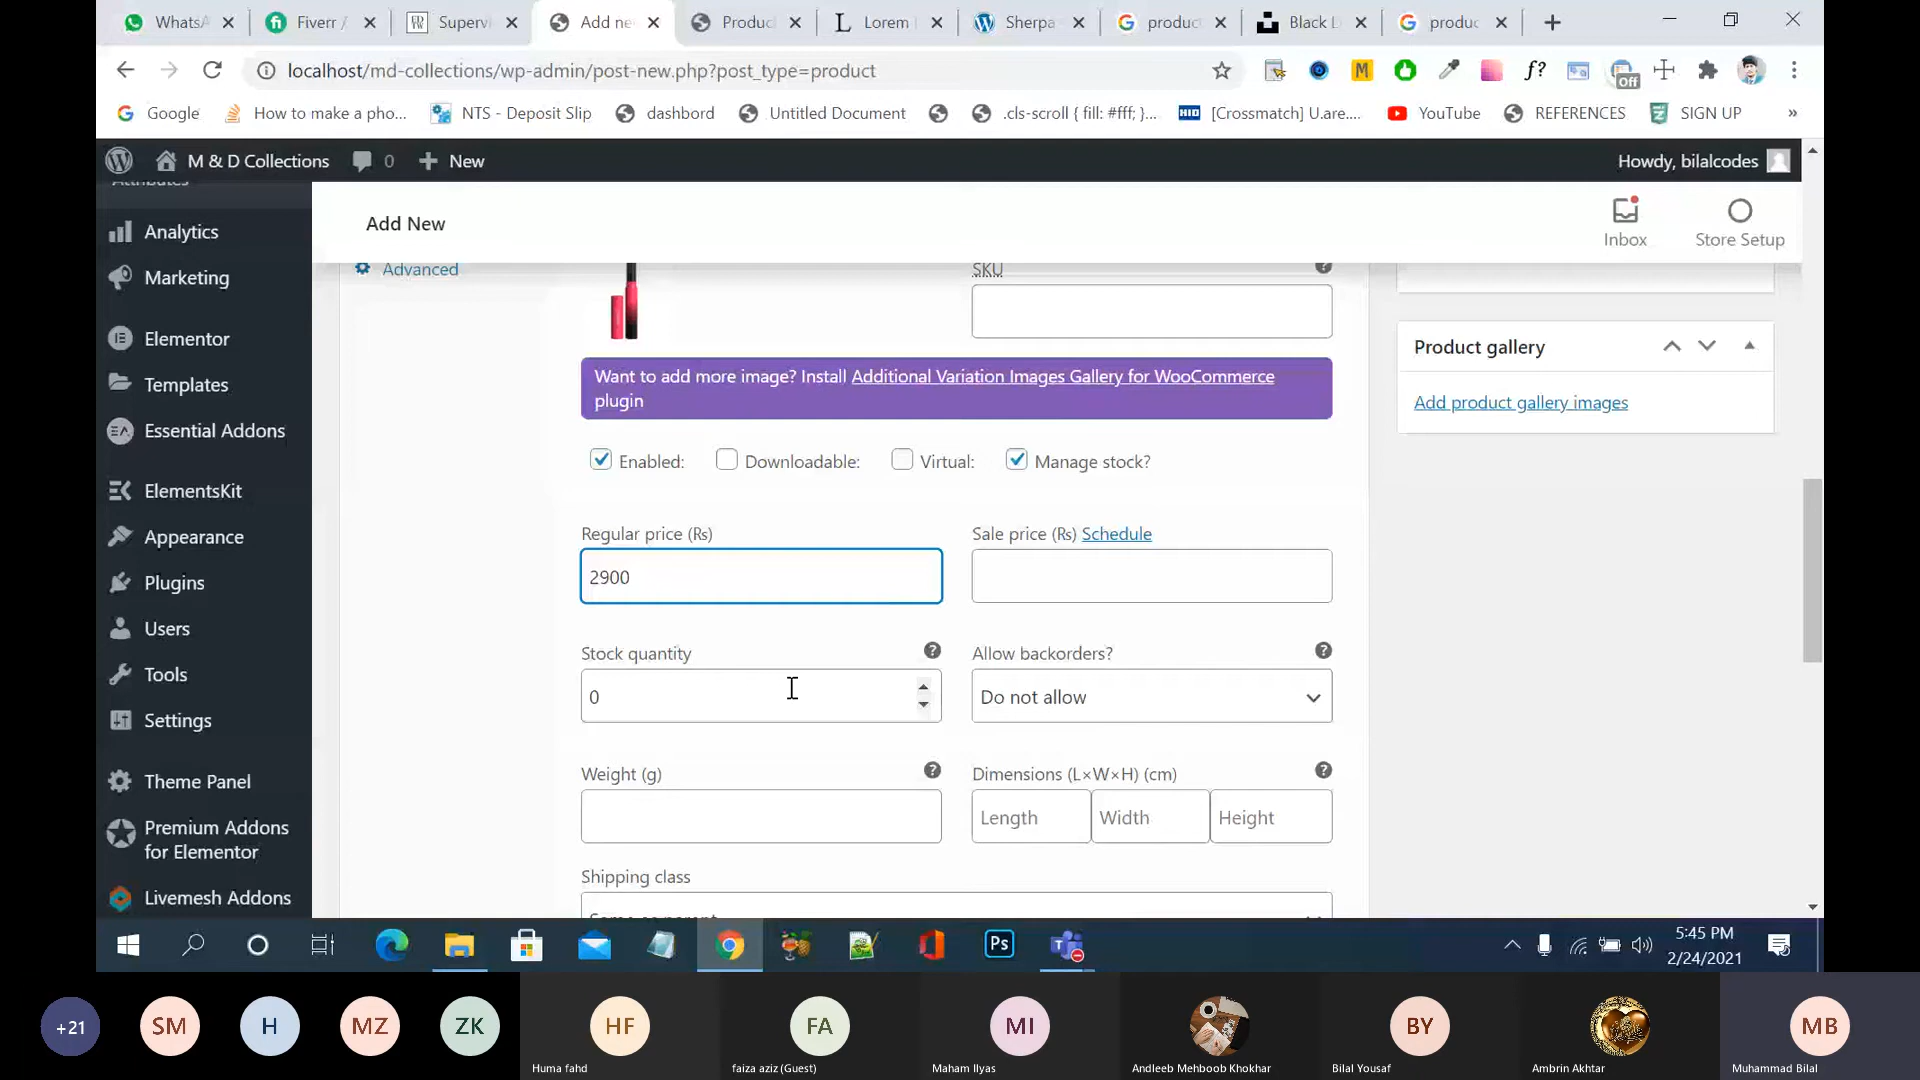 WhatsA
Fiverr /
Supervi
Add ne
Produc
Lorem
Sherpa
produc
Black L
produc
localhost/md-collections/wp-admin/post-new.php?post_type=product
Off
Google
How to make a pho...
NTS - Deposit Slip
dashbord
Untitled Document
.cls-scroll { fill: #fff; }...
[Crossmatch] U.are....
YouTube
REFERENCES
SIGN UP
»
M & D Collections
0
New
Howdy, bilalcodes
Attributes
Analytics
Marketing
Elementor
Templates
Essential Addons
ElementsKit
Appearance
Plugins
Users
Tools
Settings
Theme Panel
Premium Addons
for Elementor
Livemesh Addons
Add New
Inbox
Store Setup
Advanced
SKU
Want to add more image? Install Additional Variation Images Gallery for WooCommerce
plugin
Enabled:
Downloadable:
Virtual:
Manage stock?
Regular price (₨)
2900
Sale price (₨) Schedule
Stock quantity
0
Allow backorders?
Do not allow
Weight (g)
Dimensions (L×W×H) (cm)
Length
Width
Height
Shipping class
Same as parent
Product gallery
Add product gallery images
5:45 PM
2/24/2021
+21
SM
H
MZ
ZK
HF
FA
MI
BY
MB
Huma fahd
faiza aziz (Guest)
Maham Ilyas
Andleeb Mehboob Khokhar
Bilal Yousaf
Ambrin Akhtar
Muhammad Bilal